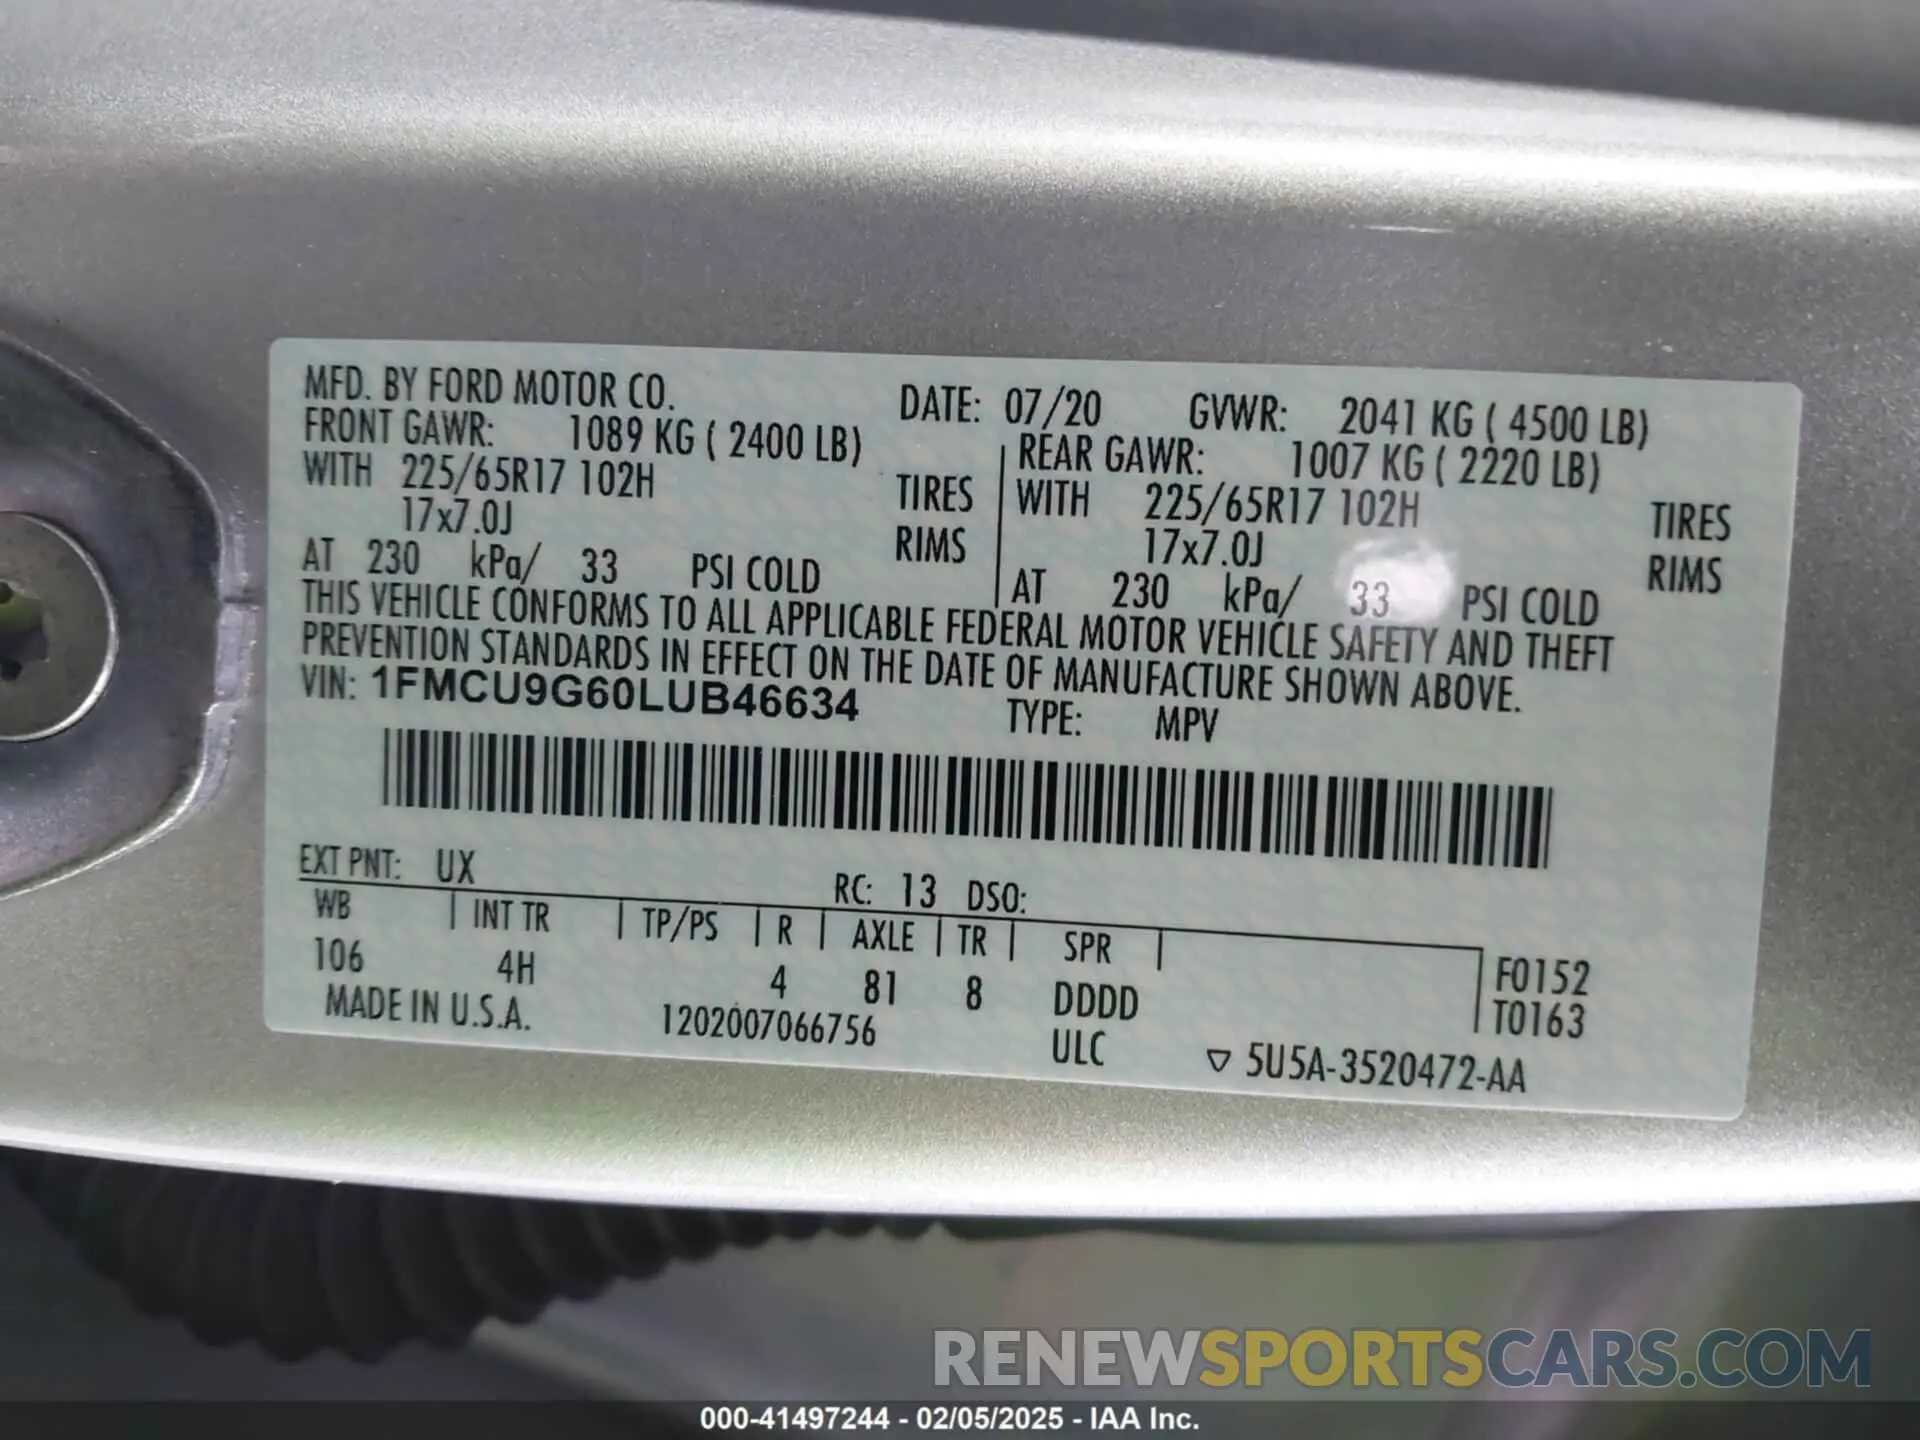 MFD. BY FORD MOTOR CO. DATE: 07/20 GVWR: 2041 KG ( 4500 LB)
FRONT GAWR: 1089 KG ( 2400 LB) REAR GAWR: 1007 KG ( 2220 LB)
WITH 225/65R17 102H TIRES WITH 225/65R17 102H TIRES
17x7.0J RIMS 17x7.0J RIMS
AT 230 kPa/ 33 PSI COLD AT 230 kPa/ 33 PSI COLD
THIS VEHICLE CONFORMS TO ALL APPLICABLE FEDERAL MOTOR VEHICLE SAFETY AND THEFT
PREVENTION STANDARDS IN EFFECT ON THE DATE OF MANUFACTURE SHOWN ABOVE.
VIN: 1FMCU9G60LUB46634 TYPE: MPV
EXT PNT: UX RC: 13 DSO:
WB | INT TR | TP/PS | R | AXLE | TR | SPR |
106 4H 4 81 8 DDDD F0152
MADE IN U.S.A. 1202007066756 ULC T0163
▽ 5U5A-3520472-AA
RENEWSPORTSCARS.COM
000-41497244 - 02/05/2025 - IAA Inc.